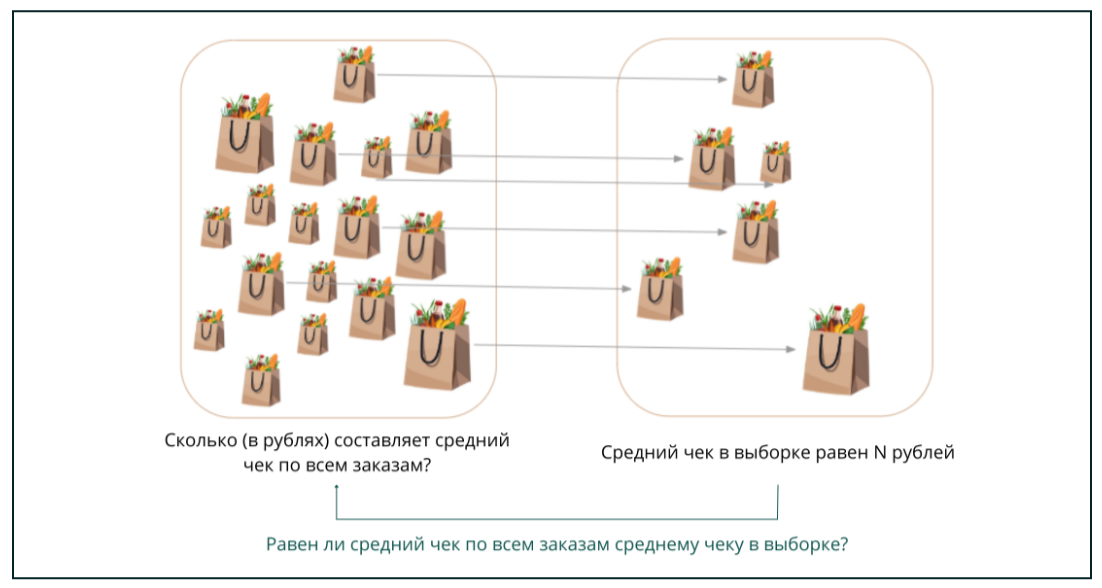 Сколько (в рублях) составляет средний
чек по всем заказам?
Средний чек в выборке равен N рублей
Равен ли средний чек по всем заказам среднему чеку в выборке?